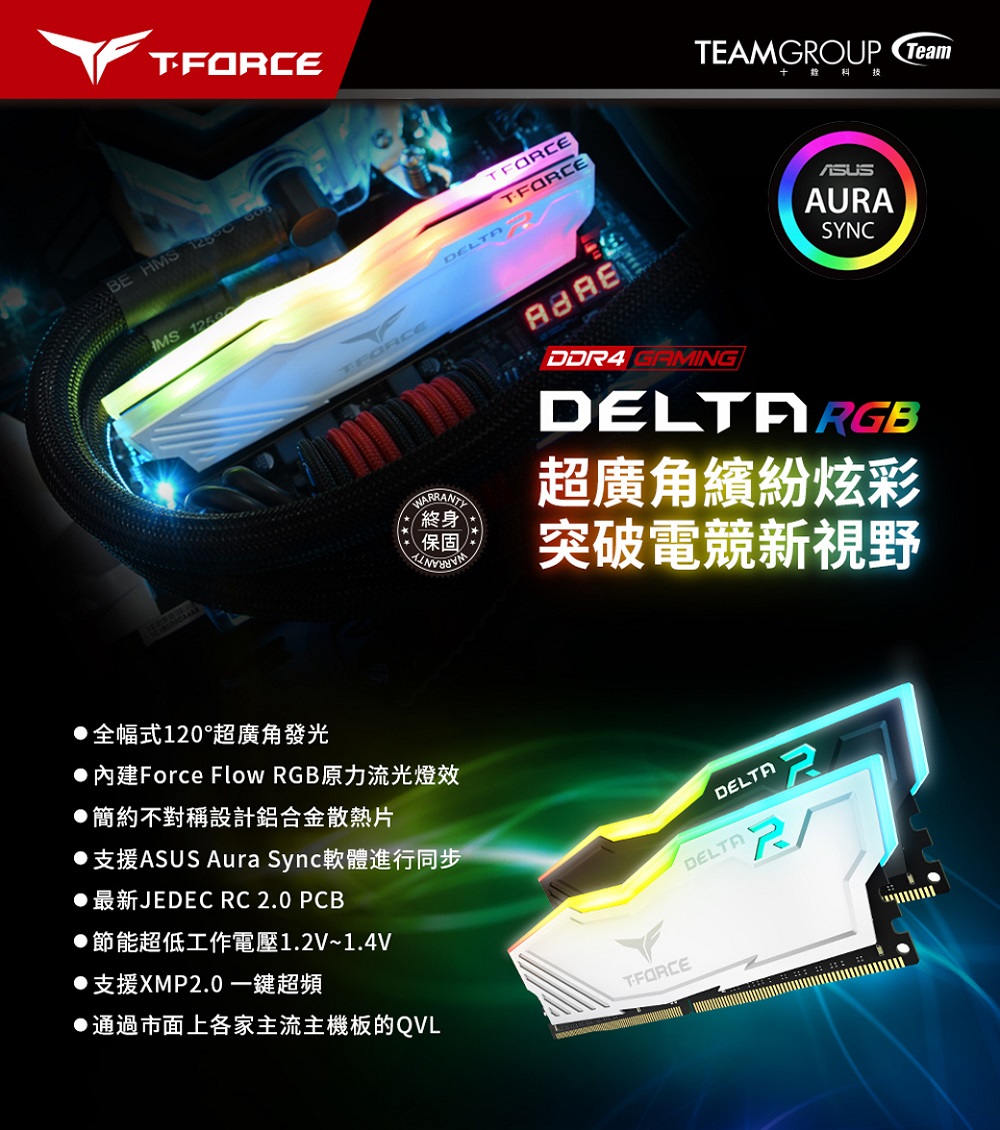 T-FORCE
TEAMGROUP Team
十銓科技
ASUS
AURA
SYNC
T-FORCE
T-FORCE
DELTA R
BE HMS 125°C
T-FORCE
DDR4 GAMING
DELTA RGB
超廣角繽紛炫彩
突破電競新視野
WARRANTY
終身
保固
WARRANTY
WARRANTY
●全幅式120°超廣角發光
●內建Force Flow RGB原力流光燈效
●簡約不對稱設計鋁合金散熱片
●支援ASUS Aura Sync軟體進行同步
●最新JEDEC RC 2.0 PCB
●節能超低工作電壓1.2V~1.4V
●支援XMP2.0 一鍵超頻
●通過市面上各家主流主機板的QVL
DELTA R
DELTA R
T-FORCE